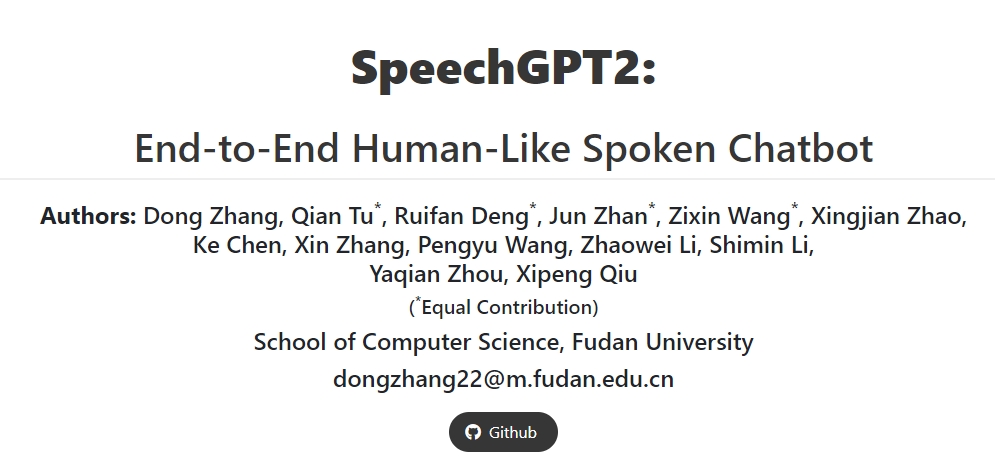 SpeechGPT2:
End-to-End Human-Like Spoken Chatbot
Authors: Dong Zhang, Qian Tu*, Ruifan Deng*, Jun Zhan*, Zixin Wang*, Xingjian Zhao,
Ke Chen, Xin Zhang, Pengyu Wang, Zhaowei Li, Shimin Li,
Yaqian Zhou, Xipeng Qiu
(*Equal Contribution)
School of Computer Science, Fudan University
dongzhang22@m.fudan.edu.cn
Github